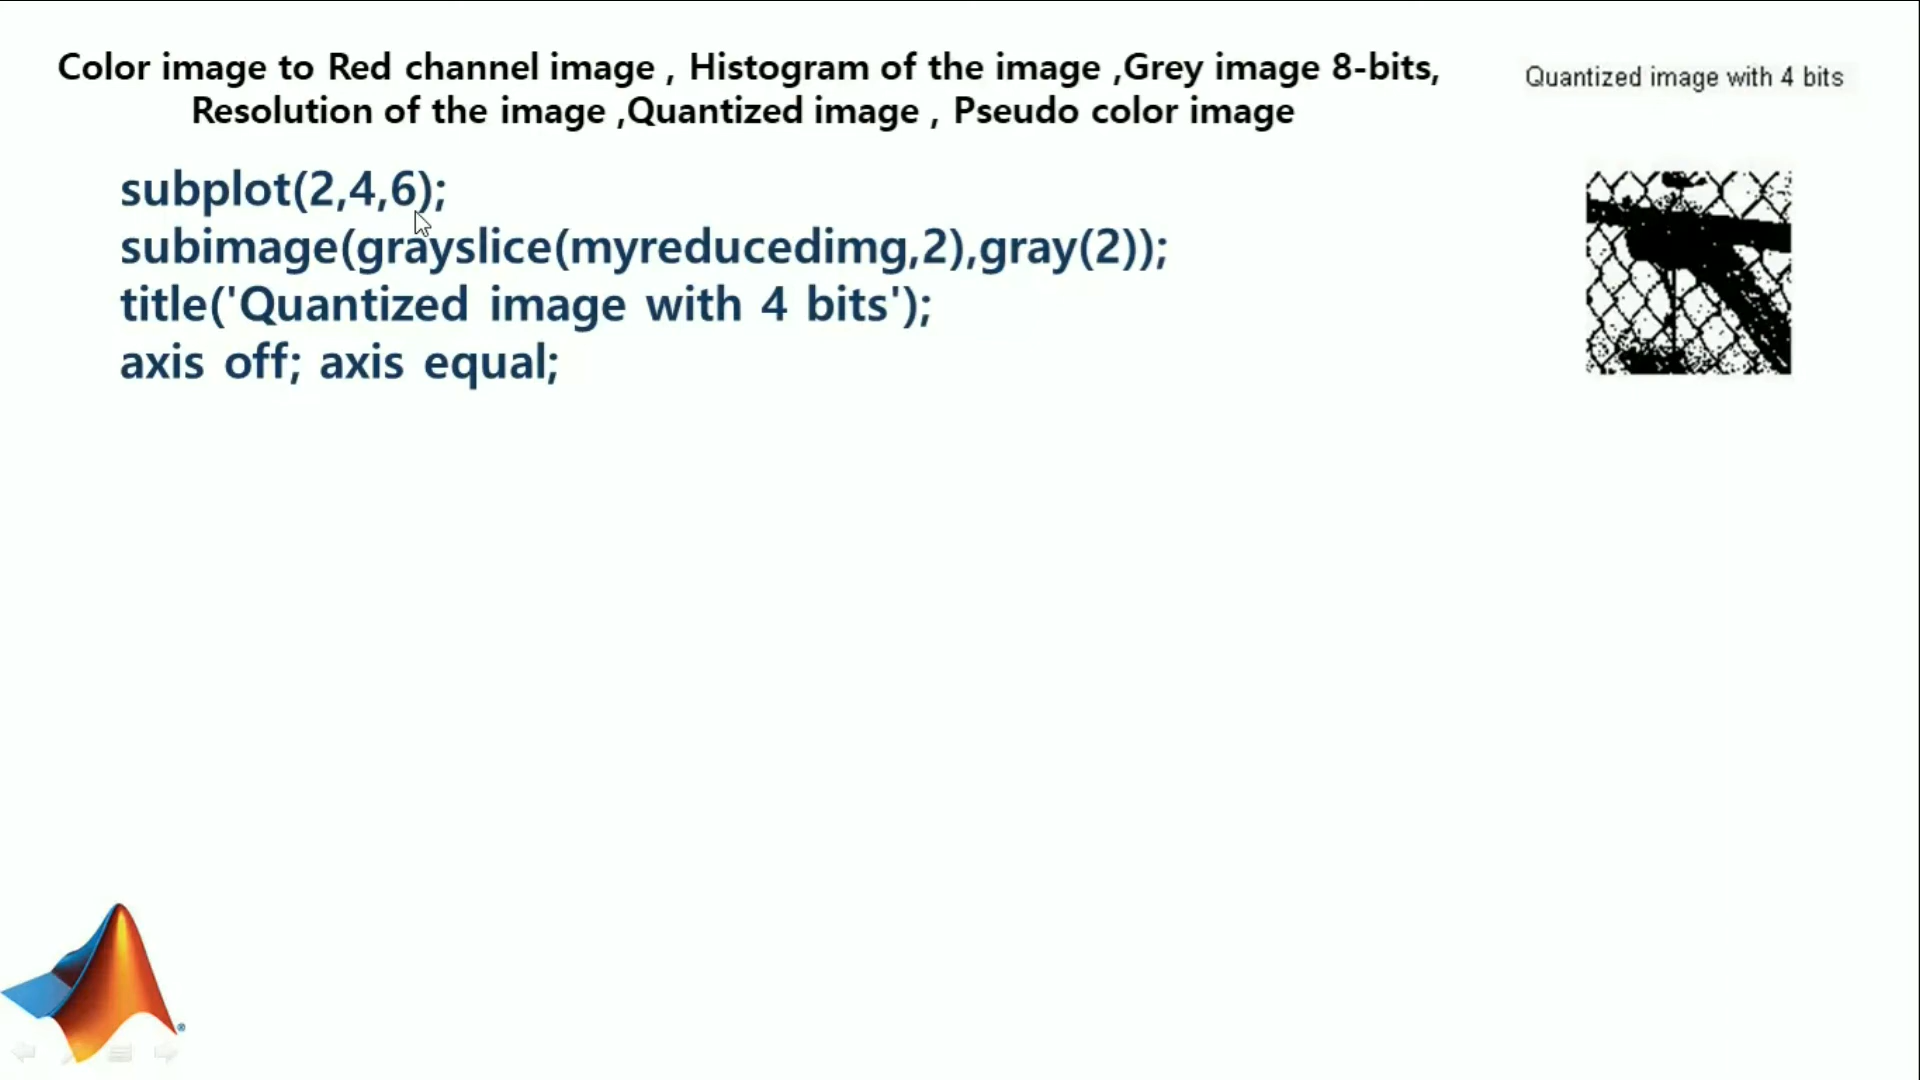 Color image to Red channel image , Histogram of the image ,Grey image 8-bits,
Resolution of the image ,Quantized image , Pseudo color image
Quantized image with 4 bits
subplot(2,4,6);
subimage(grayslice(myreducedimg,2),gray(2));
title('Quantized image with 4 bits');
axis off; axis equal;
®